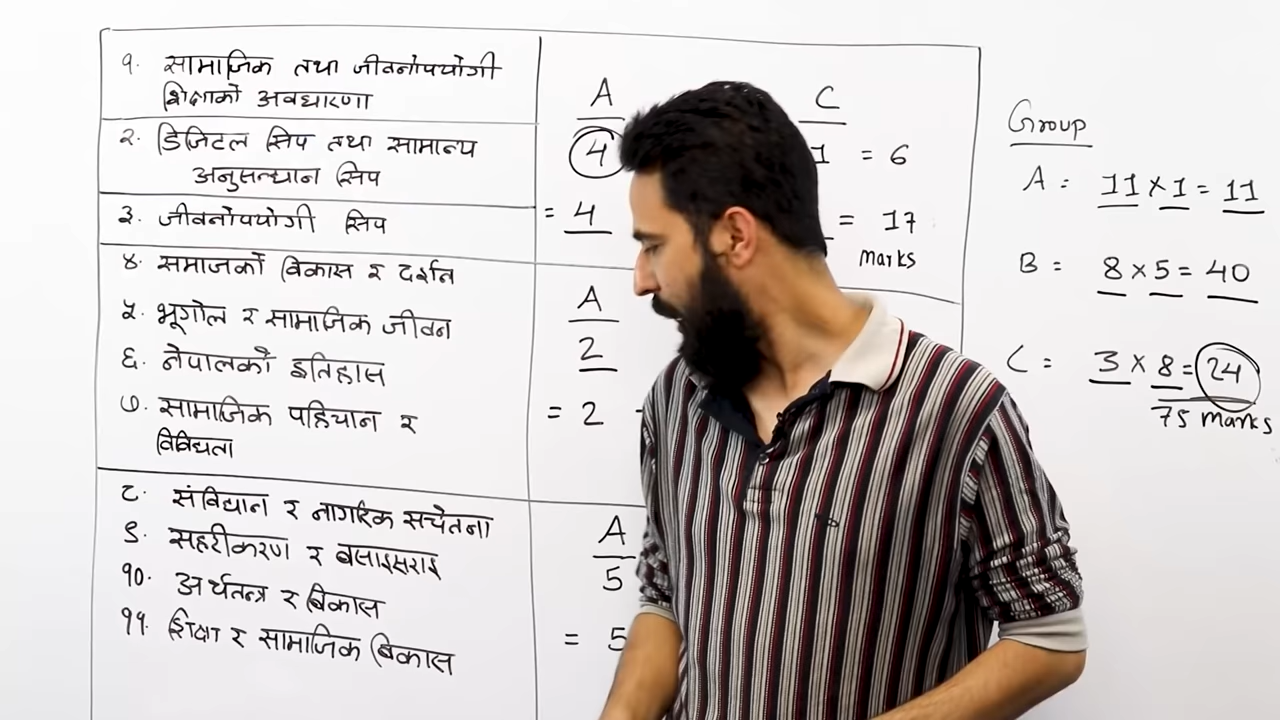 १. सामाजिक तथा जीवनोपयोगी
शिक्षाको अवधारणा
२. डिजिटल सिप तथा सामान्य
अनुसन्धान सिप
३. जीवनोपयोगी सिप
४. समाजको विकास र दर्शन
५. भूगोल र सामाजिक जीवन
६. नेपालको इतिहास
७. सामाजिक पहिचान र
विविधता
८. संविधान र नागरिक सचेतना
९. सहरीकरण र बसाइसराइ
१०. अर्थतन्त्र र विकास
११. शिक्षा र सामाजिक विकास
A C
4 1 = 6
= 4 = 17
marks
A
2
= 2
A
5
= 5
Group
A = 11 × 1 = 11
B = 8 × 5 = 40
C = 3 × 8 = 24
75 marks